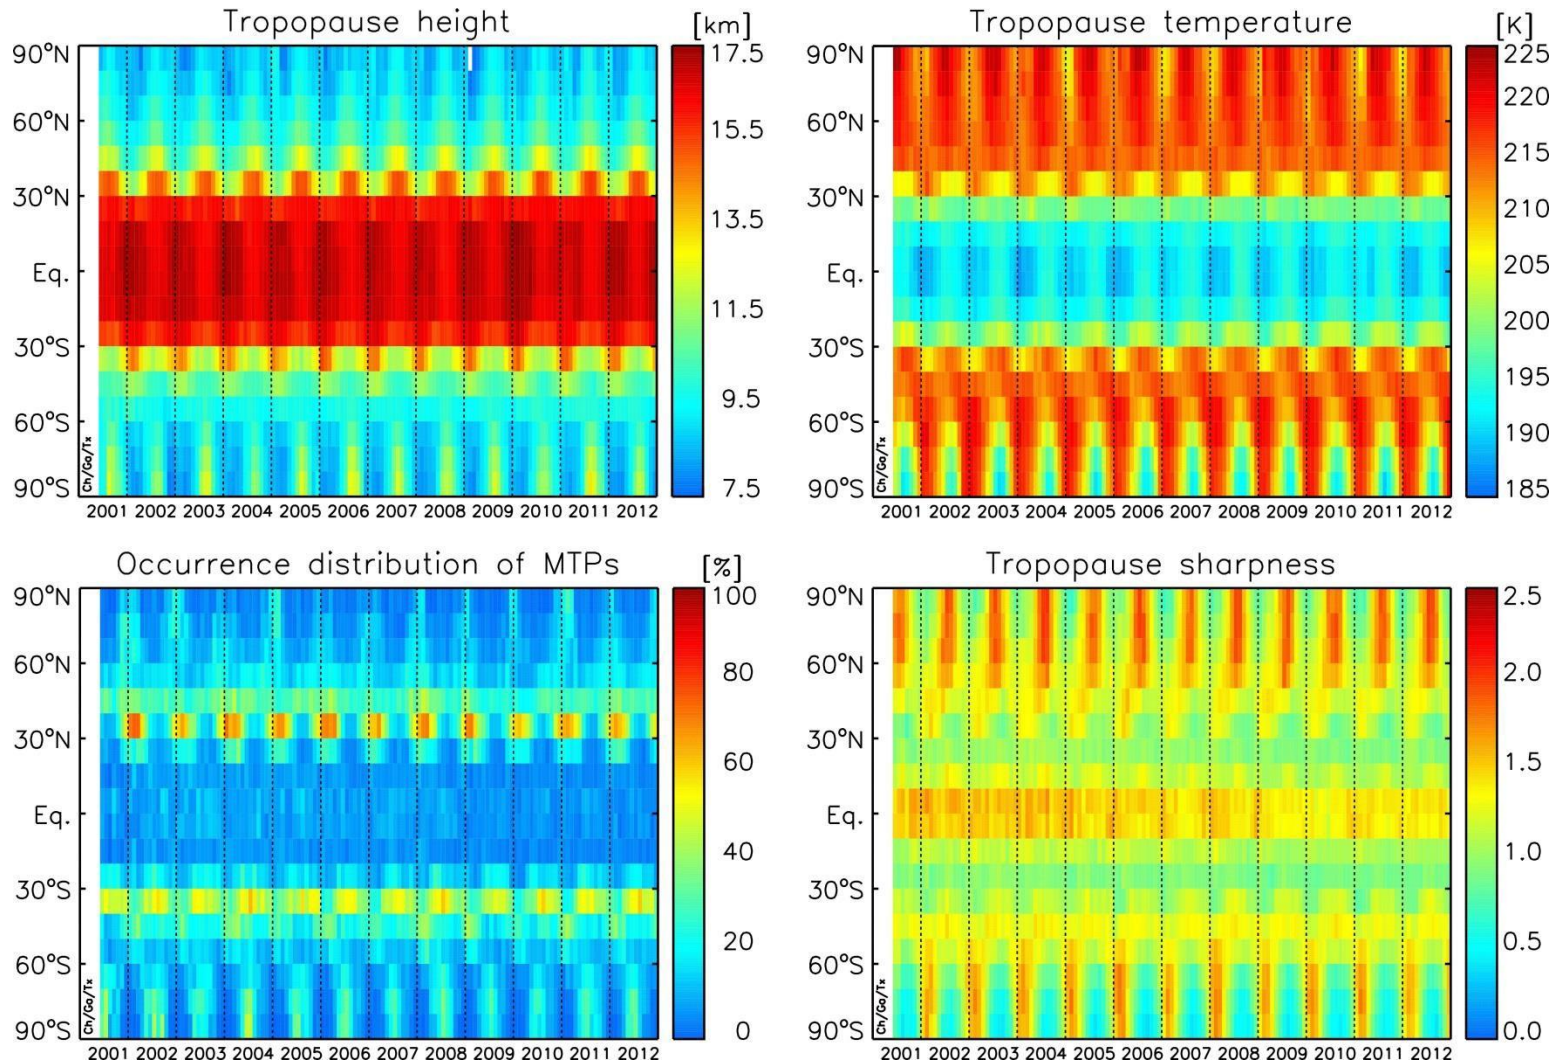 Tropopause height [km]
90°N
60°N
30°N
Eq.
30°S
60°S
90°S
17.5
15.5
13.5
11.5
9.5
7.5
Ch/Go/Tx
2001 2002 2003 2004 2005 2006 2007 2008 2009 2010 2011 2012
Tropopause temperature [K]
90°N
60°N
30°N
Eq.
30°S
60°S
90°S
225
220
215
210
205
200
195
190
185
Ch/Go/Tx
2001 2002 2003 2004 2005 2006 2007 2008 2009 2010 2011 2012
Occurrence distribution of MTPs [%]
90°N
60°N
30°N
Eq.
30°S
60°S
90°S
100
80
60
40
20
0
Ch/Go/Tx
2001 2002 2003 2004 2005 2006 2007 2008 2009 2010 2011 2012
Tropopause sharpness
90°N
60°N
30°N
Eq.
30°S
60°S
90°S
2.5
2.0
1.5
1.0
0.5
0.0
Ch/Go/Tx
2001 2002 2003 2004 2005 2006 2007 2008 2009 2010 2011 2012